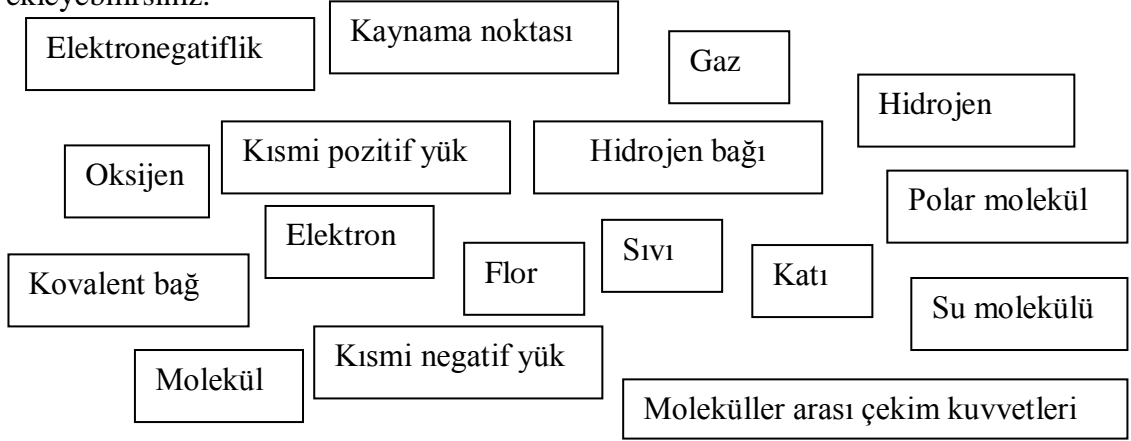 ekleyebilirsiniz.
Elektronegatiflik
Kaynama noktası
Gaz
Hidrojen
Oksijen
Kısmi pozitif yük
Hidrojen bağı
Polar molekül
Elektron
Sıvı
Kovalent bağ
Flor
Katı
Su molekülü
Molekül
Kısmi negatif yük
Moleküller arası çekim kuvvetleri